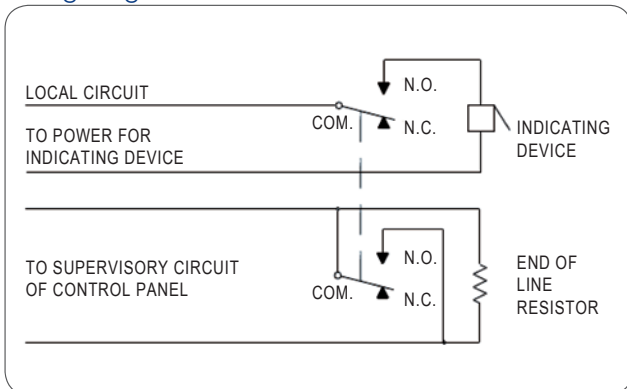 LOCAL CIRCUIT
TO POWER FOR
INDICATING DEVICE
COM.
N.O.
N.C.
INDICATING
DEVICE
TO SUPERVISORY CIRCUIT
OF CONTROL PANEL
COM.
N.O.
N.C.
END OF
LINE
RESISTOR